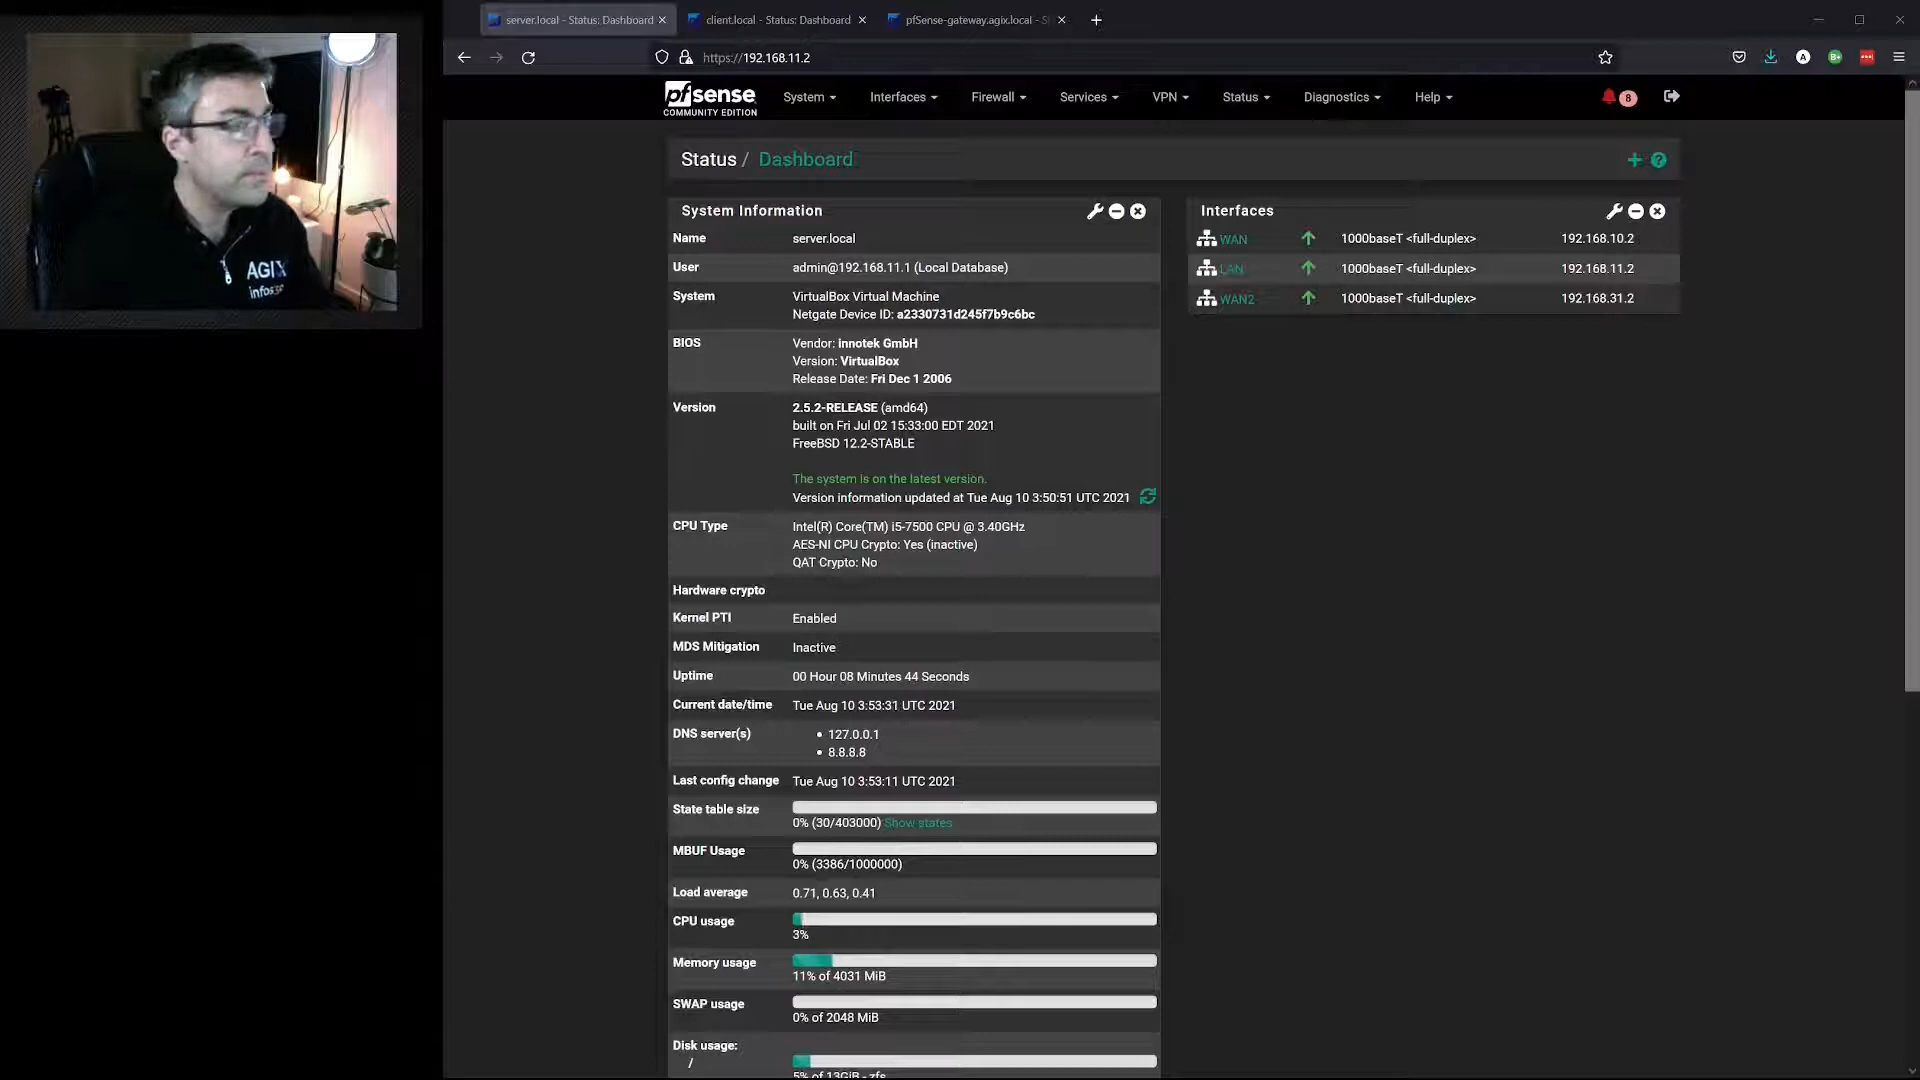 server.local - Status: Dashboard
client.local - Status: Dashboard
pfSense-gateway.agix.local - S
https://192.168.11.2
pfsense
COMMUNITY EDITION
System
Interfaces
Firewall
Services
VPN
Status
Diagnostics
Help
8
AGIX
Status / Dashboard
System Information
Name server.local
User admin@192.168.11.1 (Local Database)
System VirtualBox Virtual Machine
Netgate Device ID: a2330731d245f7b9c6bc
BIOS Vendor: innotek GmbH
Version: VirtualBox
Release Date: Fri Dec 1 2006
Version 2.5.2-RELEASE (amd64)
built on Fri Jul 02 15:33:00 EDT 2021
FreeBSD 12.2-STABLE
The system is on the latest version.
Version information updated at Tue Aug 10 3:50:51 UTC 2021
CPU Type Intel(R) Core(TM) i5-7500 CPU @ 3.40GHz
AES-NI CPU Crypto: Yes (inactive)
QAT Crypto: No
Hardware crypto
Kernel PTI Enabled
MDS Mitigation Inactive
Uptime 00 Hour 08 Minutes 44 Seconds
Current date/time Tue Aug 10 3:53:31 UTC 2021
DNS server(s) • 127.0.0.1
• 8.8.8.8
Last config change Tue Aug 10 3:53:11 UTC 2021
State table size
0% (30/403000) Show states
MBUF Usage
0% (3386/1000000)
Load average 0.71, 0.63, 0.41
CPU usage
3%
Memory usage
11% of 4031 MiB
SWAP usage
0% of 2048 MiB
Disk usage:
/
5% of 13GiB - zfs
Interfaces
WAN 1000baseT <full-duplex> 192.168.10.2
LAN 1000baseT <full-duplex> 192.168.11.2
WAN2 1000baseT <full-duplex> 192.168.31.2